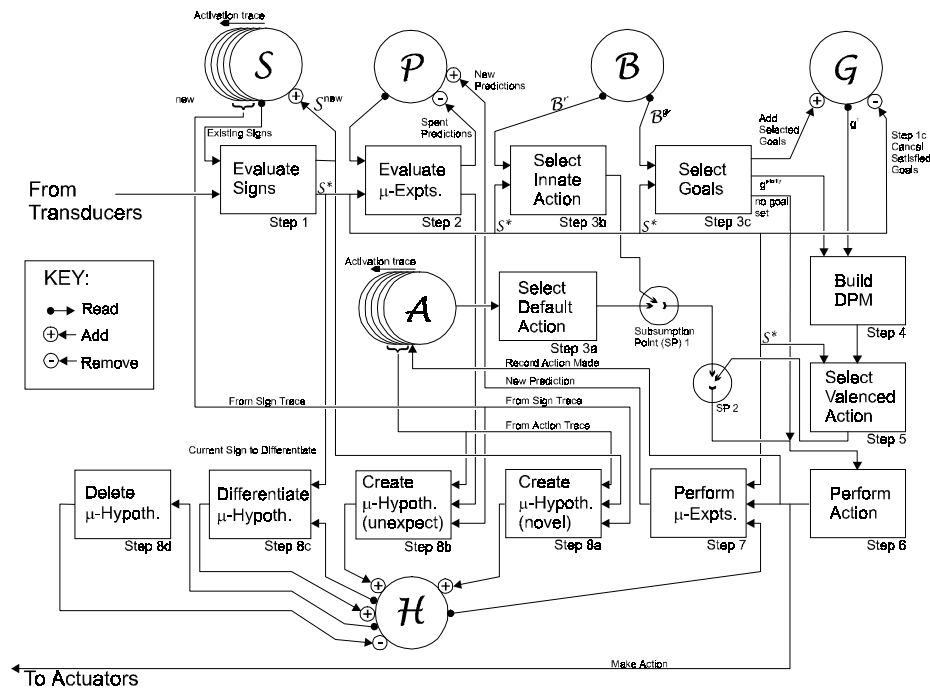 Activation trace
S
P
B
G
new
S^new
New
Predictions
Spent
Predictions
B^r
B^g
Add
Selected
Goals
g^1
Step 1c
Cancel
Satisfied
Goals
Existing Signs
From
Transducers
Evaluate
Signs
Step 1
S*
Evaluate
μ-Expts.
Step 2
Select
Innate
Action
Step 3b
S*
Select
Goals
Step 3c
S*
no goal
set
KEY:
Read
Add
Remove
Activation trace
A
Select
Default
Action
Step 3a
Subsumption
Point (SP) 1
Build
DPM
Step 4
S*
Record Action Made
New Prediction
SP 2
Select
Valenced
Action
Step 5
From Sign Trace
From Sign Trace
From Action Trace
Current Sign to Differentiate
Delete
μ-Hypoth.
Step 8d
Differentiate
μ-Hypoth.
Step 8c
Create
μ-Hypoth.
(unexpect)
Step 8b
Create
μ-Hypoth.
(novel)
Step 8a
Perform
μ-Expts.
Step 7
Perform
Action
Step 6
H
Make Action
To Actuators